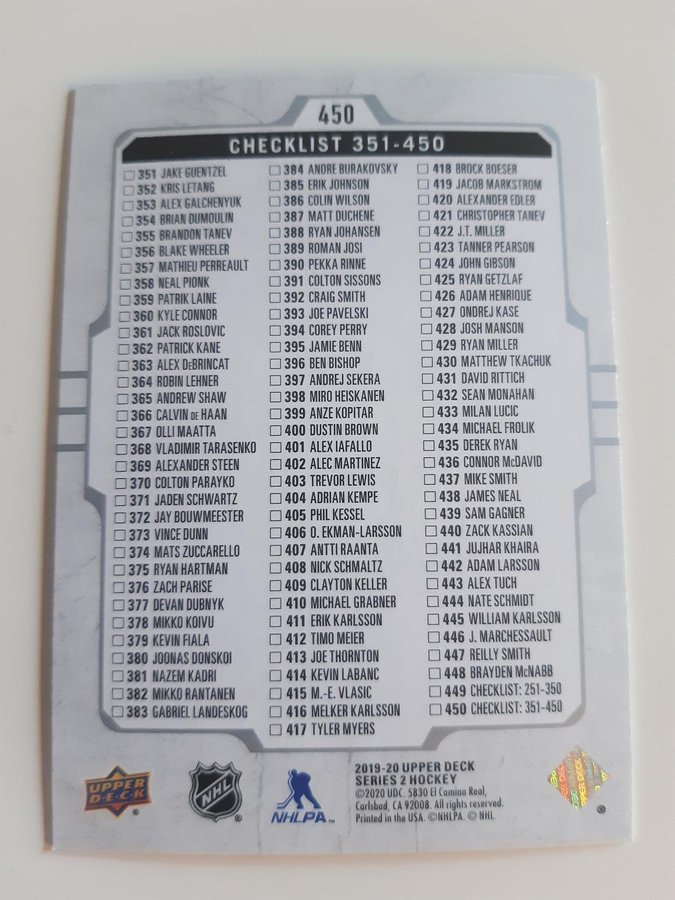 450
CHECKLIST 351-450
351 JAKE GUENTZEL
352 KRIS LETANG
353 ALEX GALCHENYUK
354 BRIAN DUMOULIN
355 BRANDON TANEV
356 BLAKE WHEELER
357 MATHIEU PERREAULT
358 NEAL PIONK
359 PATRIK LAINE
360 KYLE CONNOR
361 JACK ROSLOVIC
362 PATRICK KANE
363 ALEX DEBRINCAT
364 ROBIN LEHNER
365 ANDREW SHAW
366 CALVIN DE HAAN
367 OLLI MAATTA
368 VLADIMIR TARASENKO
369 ALEXANDER STEEN
370 COLTON PARAYKO
371 JADEN SCHWARTZ
372 JAY BOUWMEESTER
373 VINCE DUNN
374 MATS ZUCCARELLO
375 RYAN HARTMAN
376 ZACH PARISE
377 DEVAN DUBNYK
378 MIKKO KOIVU
379 KEVIN FIALA
380 JOONAS DONSKOI
381 NAZEM KADRI
382 MIKKO RANTANEN
383 GABRIEL LANDESKOG
384 ANDRE BURAKOVSKY
385 ERIK JOHNSON
386 COLIN WILSON
387 MATT DUCHENE
388 RYAN JOHANSEN
389 ROMAN JOSI
390 PEKKA RINNE
391 COLTON SISSONS
392 CRAIG SMITH
393 JOE PAVELSKI
394 COREY PERRY
395 JAMIE BENN
396 BEN BISHOP
397 ANDREJ SEKERA
398 MIRO HEISKANEN
399 ANZE KOPITAR
400 DUSTIN BROWN
401 ALEX IAFALLO
402 ALEC MARTINEZ
403 TREVOR LEWIS
404 ADRIAN KEMPE
405 PHIL KESSEL
406 O. EKMAN-LARSSON
407 ANTTI RAANTA
408 NICK SCHMALTZ
409 CLAYTON KELLER
410 MICHAEL GRABNER
411 ERIK KARLSSON
412 TIMO MEIER
413 JOE THORNTON
414 KEVIN LABANC
415 M.-E. VLASIC
416 MELKER KARLSSON
417 TYLER MYERS
418 BROCK BOESER
419 JACOB MARKSTROM
420 ALEXANDER EDLER
421 CHRISTOPHER TANEV
422 J.T. MILLER
423 TANNER PEARSON
424 JOHN GIBSON
425 RYAN GETZLAF
426 ADAM HENRIQUE
427 ONDREJ KASE
428 JOSH MANSON
429 RYAN MILLER
430 MATTHEW TKACHUK
431 DAVID RITTICH
432 SEAN MONAHAN
433 MILAN LUCIC
434 MICHAEL FROLIK
435 DEREK RYAN
436 CONNOR McDAVID
437 MIKE SMITH
438 JAMES NEAL
439 SAM GAGNER
440 ZACK KASSIAN
441 JUJHAR KHAIRA
442 ADAM LARSSON
443 ALEX TUCH
444 NATE SCHMIDT
445 WILLIAM KARLSSON
446 J. MARCHESSAULT
447 REILLY SMITH
448 BRAYDEN McNABB
449 CHECKLIST: 251-350
450 CHECKLIST: 351-450
UPPER DECK
NHL
NHLPA
2019-20 UPPER DECK
SERIES 2 HOCKEY
©2020 UDC. 5830 El Camino Real,
Carlsbad, CA 92008. All rights reserved.
Printed in the USA. ©NHLPA. © NHL.
UPPER DECK